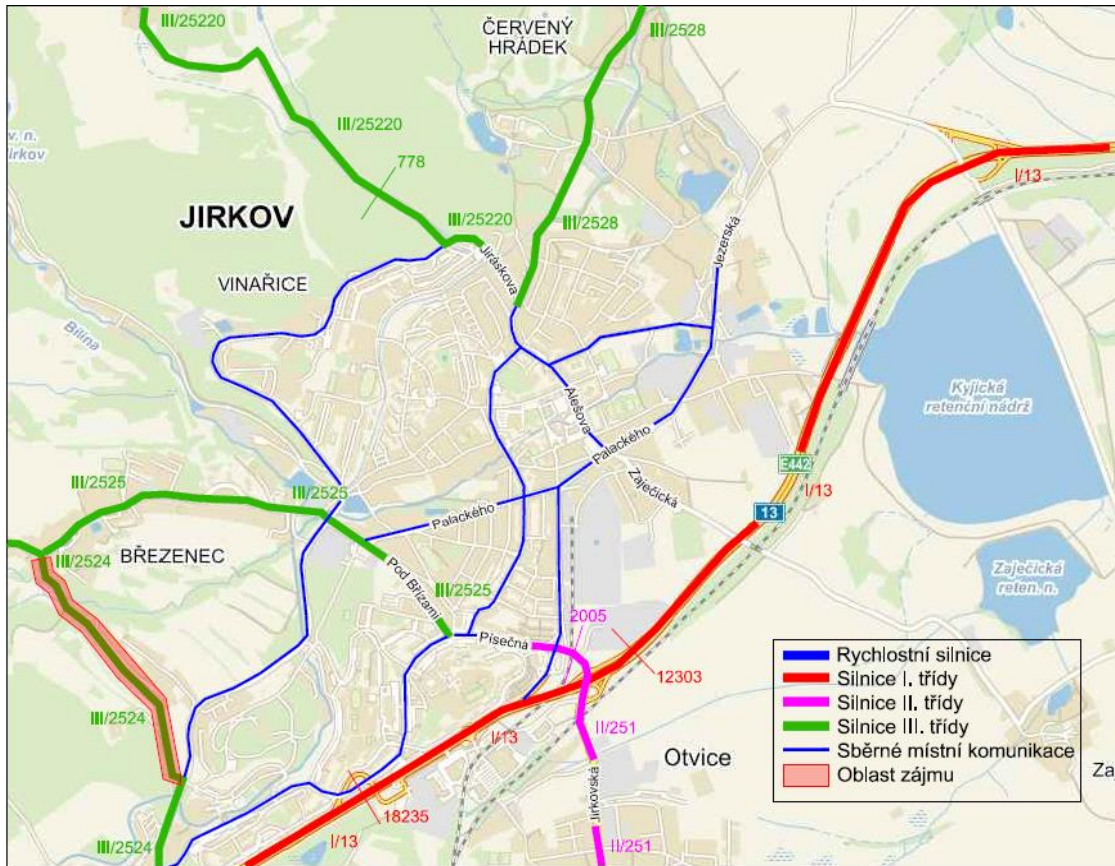 III/25220
ČERVENÝ
HRÁDEK
III/2528
III/25220
778
I/13
JIRKOV
III/25220
III/2528
Jezerská
Jiráskova
VINAŘICE
Bílina
Kyjická
retenční nádrž
Alešova
Palackého
E442
Zaječická
I/13
III/2525
III/2525
13
Palackého
III/2524
BŘEZENEC
Pod Břízami
III/2525
Zaječická
reten. n.
2005
Písečná
12303
Rychlostní silnice
Silnice I. třídy
Silnice II. třídy
Silnice III. třídy
Sběrné místní komunikace
Oblast zájmu
III/2524
I/13
II/251
Otvice
Jirkovská
18235
I/13
III/2524
II/251